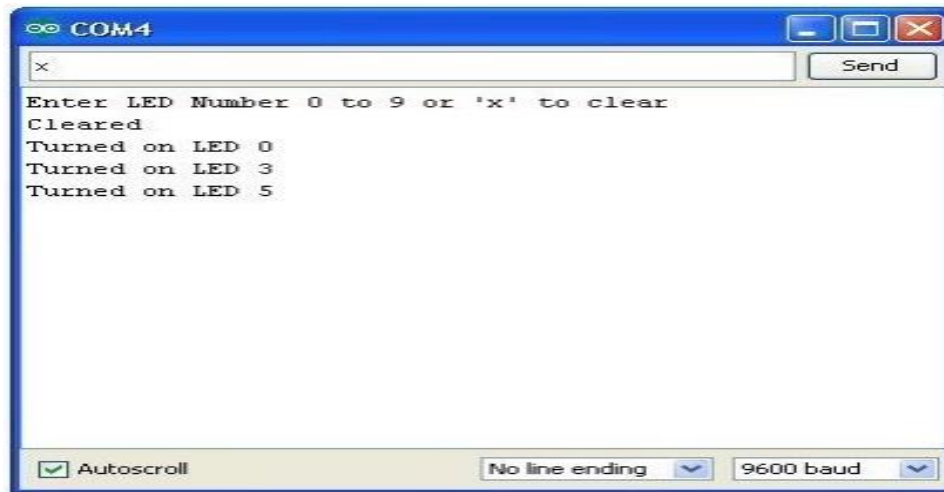 COM4
x
Send
Enter LED Number 0 to 9 or 'x' to clear
Cleared
Turned on LED 0
Turned on LED 3
Turned on LED 5
Autoscroll
No line ending
9600 baud